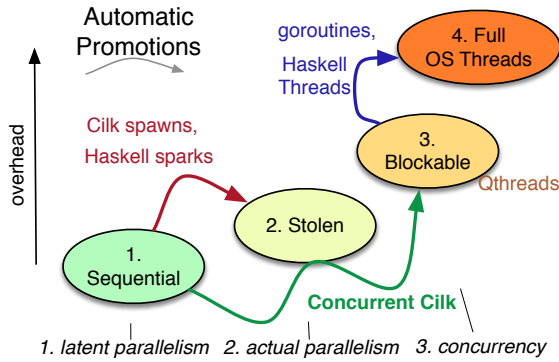 Automatic
Promotions
goroutines,
Haskell
Threads
4. Full
OS Threads
overhead
Cilk spawns,
Haskell sparks
3.
Blockable
Qthreads
2. Stolen
1.
Sequential
Concurrent Cilk
1. latent parallelism
2. actual parallelism
3. concurrency